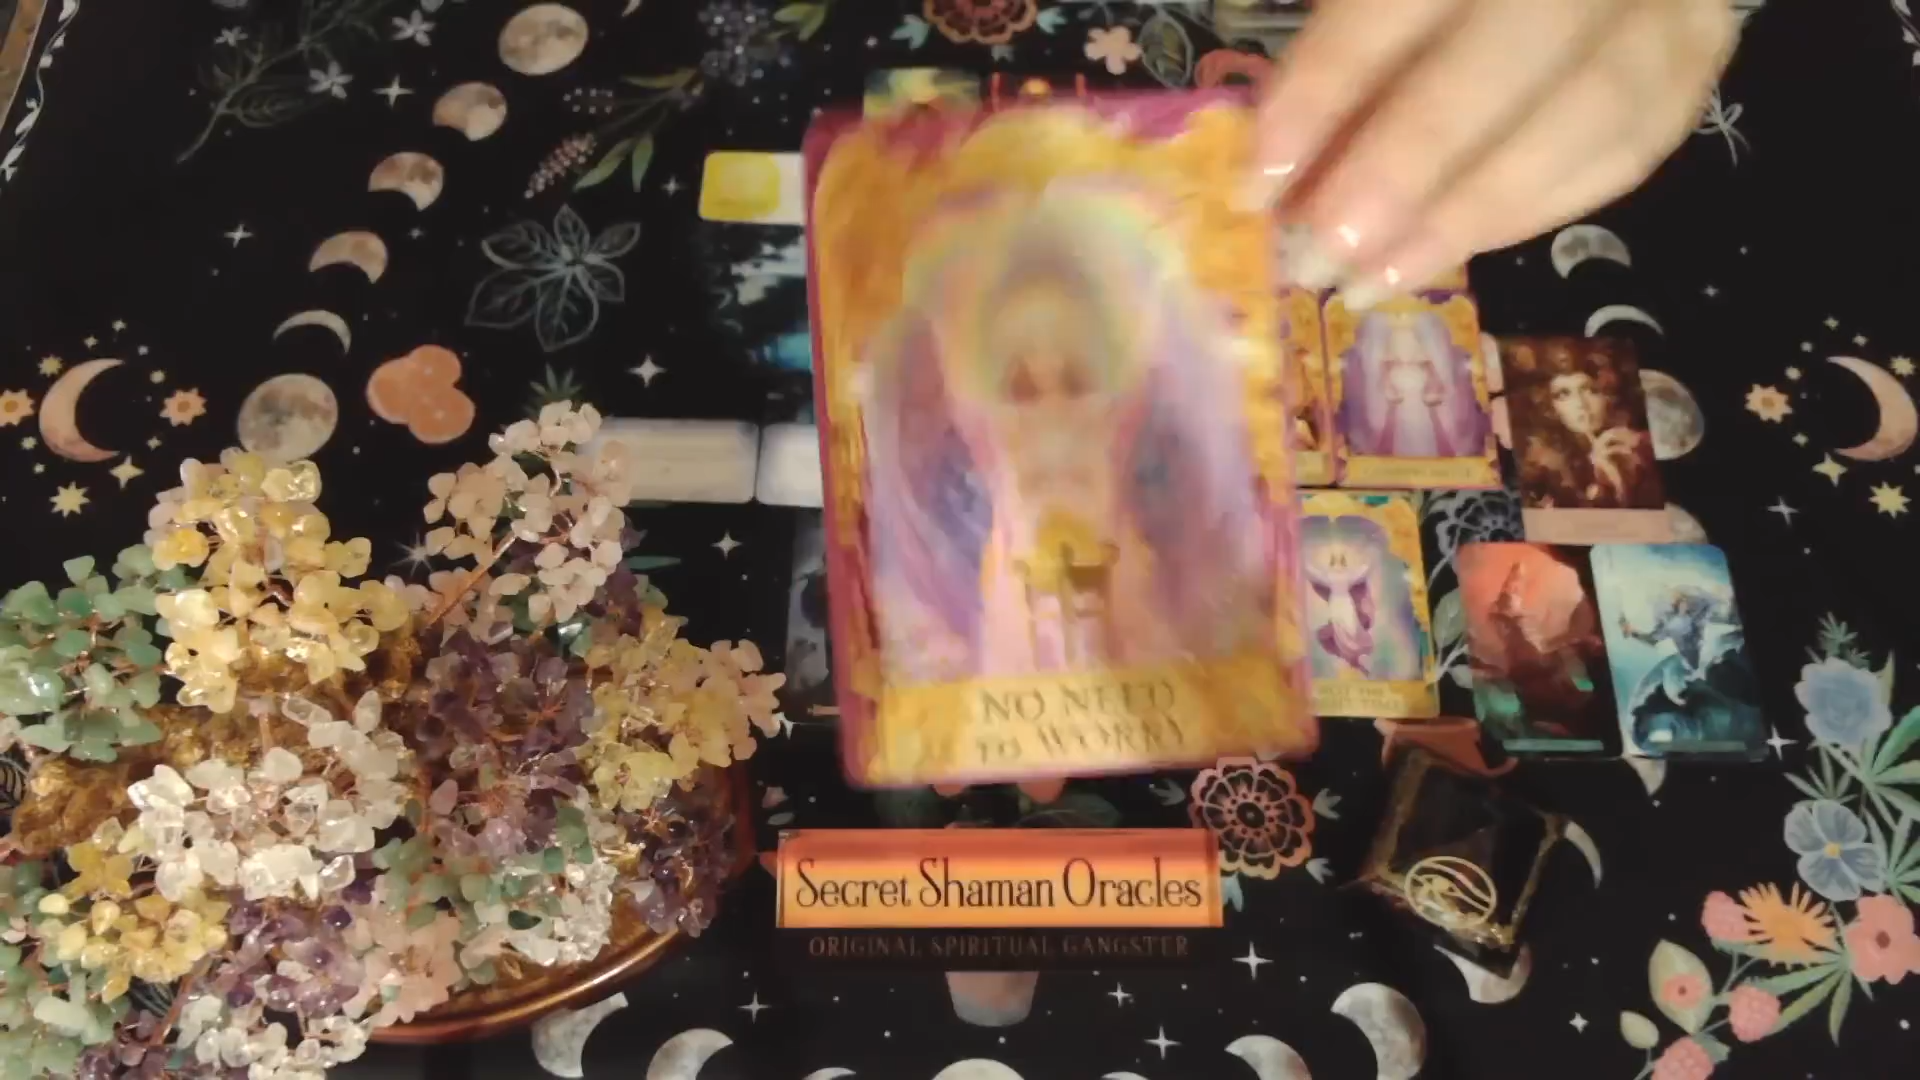 NO NEED
TO WORRY
Secret Shaman Oracles
ORIGINAL SPIRITUAL GANGSTER